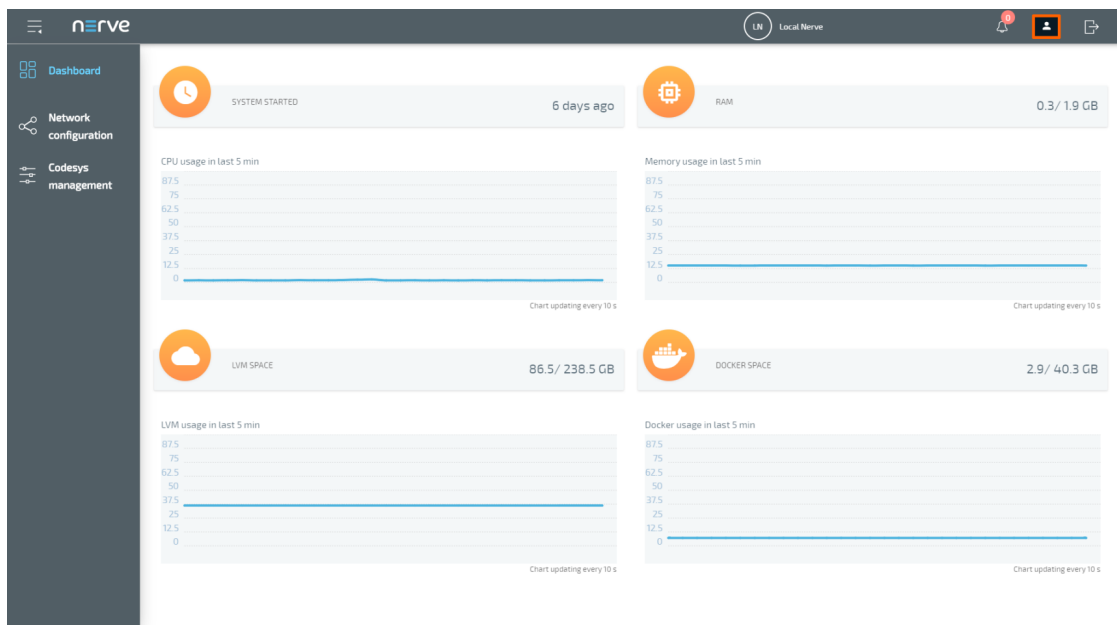 nerve
LN Local Nerve
0
Dashboard
Network
configuration
Codesys
management
SYSTEM STARTED
6 days ago
RAM
0.3/ 1.9 GB
CPU usage in last 5 min
87.5
75
62.5
50
37.5
25
12.5
0
Chart updating every 10 s
Memory usage in last 5 min
87.5
75
62.5
50
37.5
25
12.5
0
Chart updating every 10 s
LVM SPACE
86.5/ 238.5 GB
DOCKER SPACE
2.9/ 40.3 GB
LVM usage in last 5 min
87.5
75
62.5
50
37.5
25
12.5
0
Chart updating every 10 s
Docker usage in last 5 min
87.5
75
62.5
50
37.5
25
12.5
0
Chart updating every 10 s